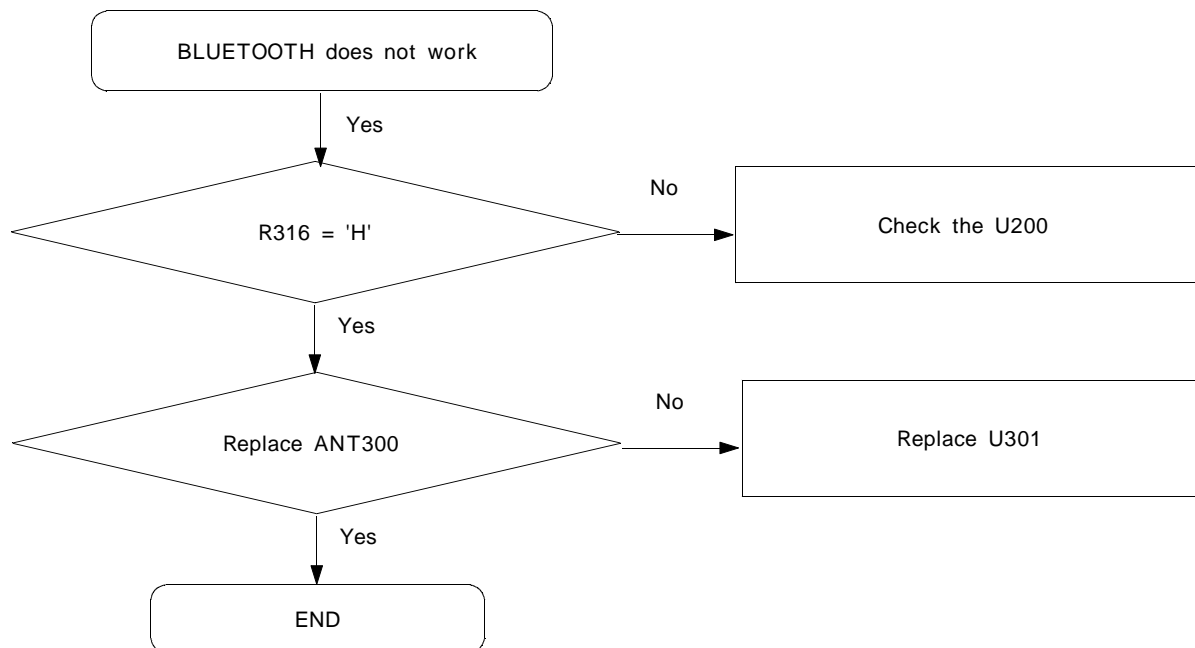 BLUETOOTH does not work
Yes
R316 = 'H'
No
Check the U200
Yes
Replace ANT300
No
Replace U301
Yes
END